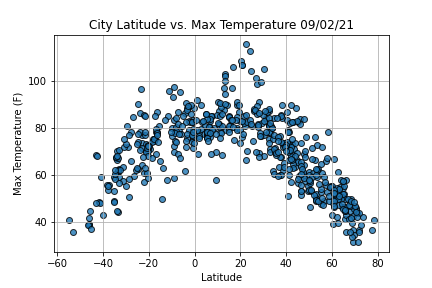 City Latitude vs. Max Temperature 09/02/21
Max Temperature (F)
100
80
60
40
−60 −40 −20 0 20 40 60 80
Latitude